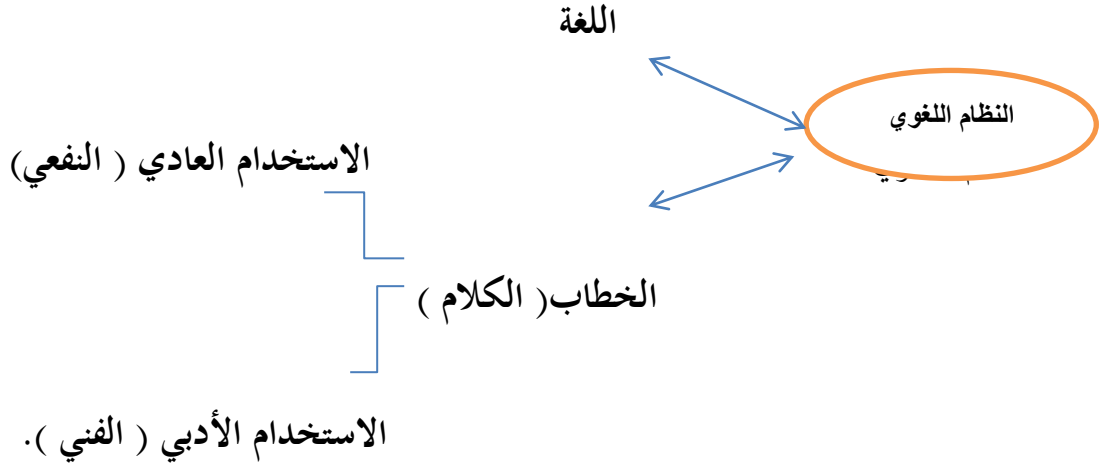 اللغة
النظام اللغوي
الاستخدام العادي ( النفعي)
الخطاب( الكلام )
الاستخدام الأدبي ( الفني ).